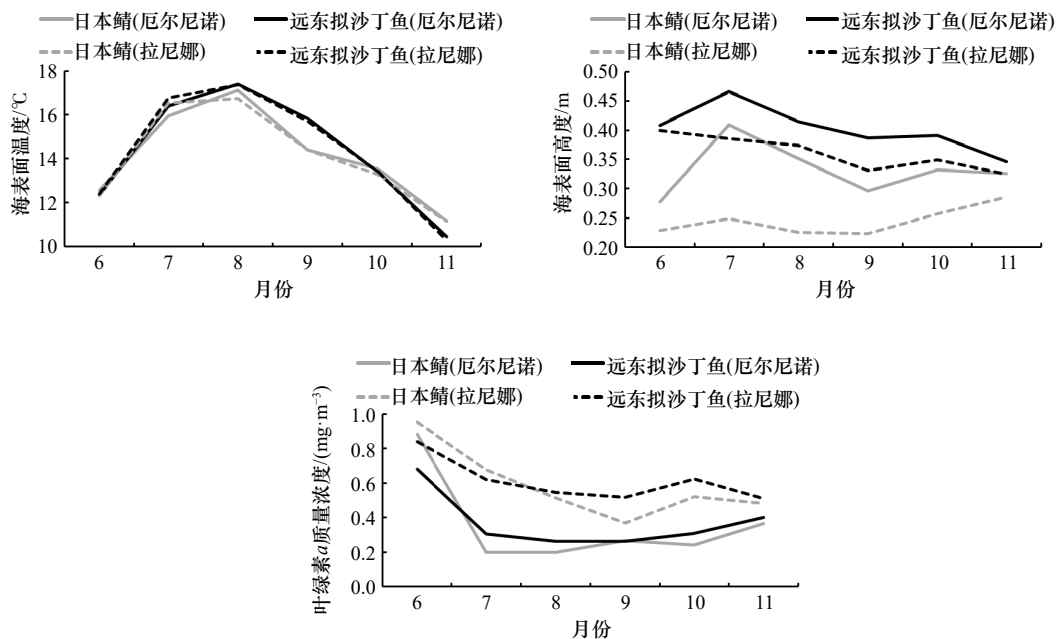 日本鲭(厄尔尼诺) 远东拟沙丁鱼(厄尔尼诺)
日本鲭(拉尼娜) 远东拟沙丁鱼(拉尼娜)
海表面温度/℃
18
16
14
12
10
6 7 8 9 10 11
月份
日本鲭(厄尔尼诺) 远东拟沙丁鱼(厄尔尼诺)
日本鲭(拉尼娜) 远东拟沙丁鱼(拉尼娜)
海表面高度/m
0.50
0.45
0.40
0.35
0.30
0.25
0.20
6 7 8 9 10 11
月份
日本鲭(厄尔尼诺) 远东拟沙丁鱼(厄尔尼诺)
日本鲭(拉尼娜) 远东拟沙丁鱼(拉尼娜)
叶绿素a质量浓度/(mg·m⁻³)
1.0
0.8
0.6
0.4
0.2
0.0
6 7 8 9 10 11
月份